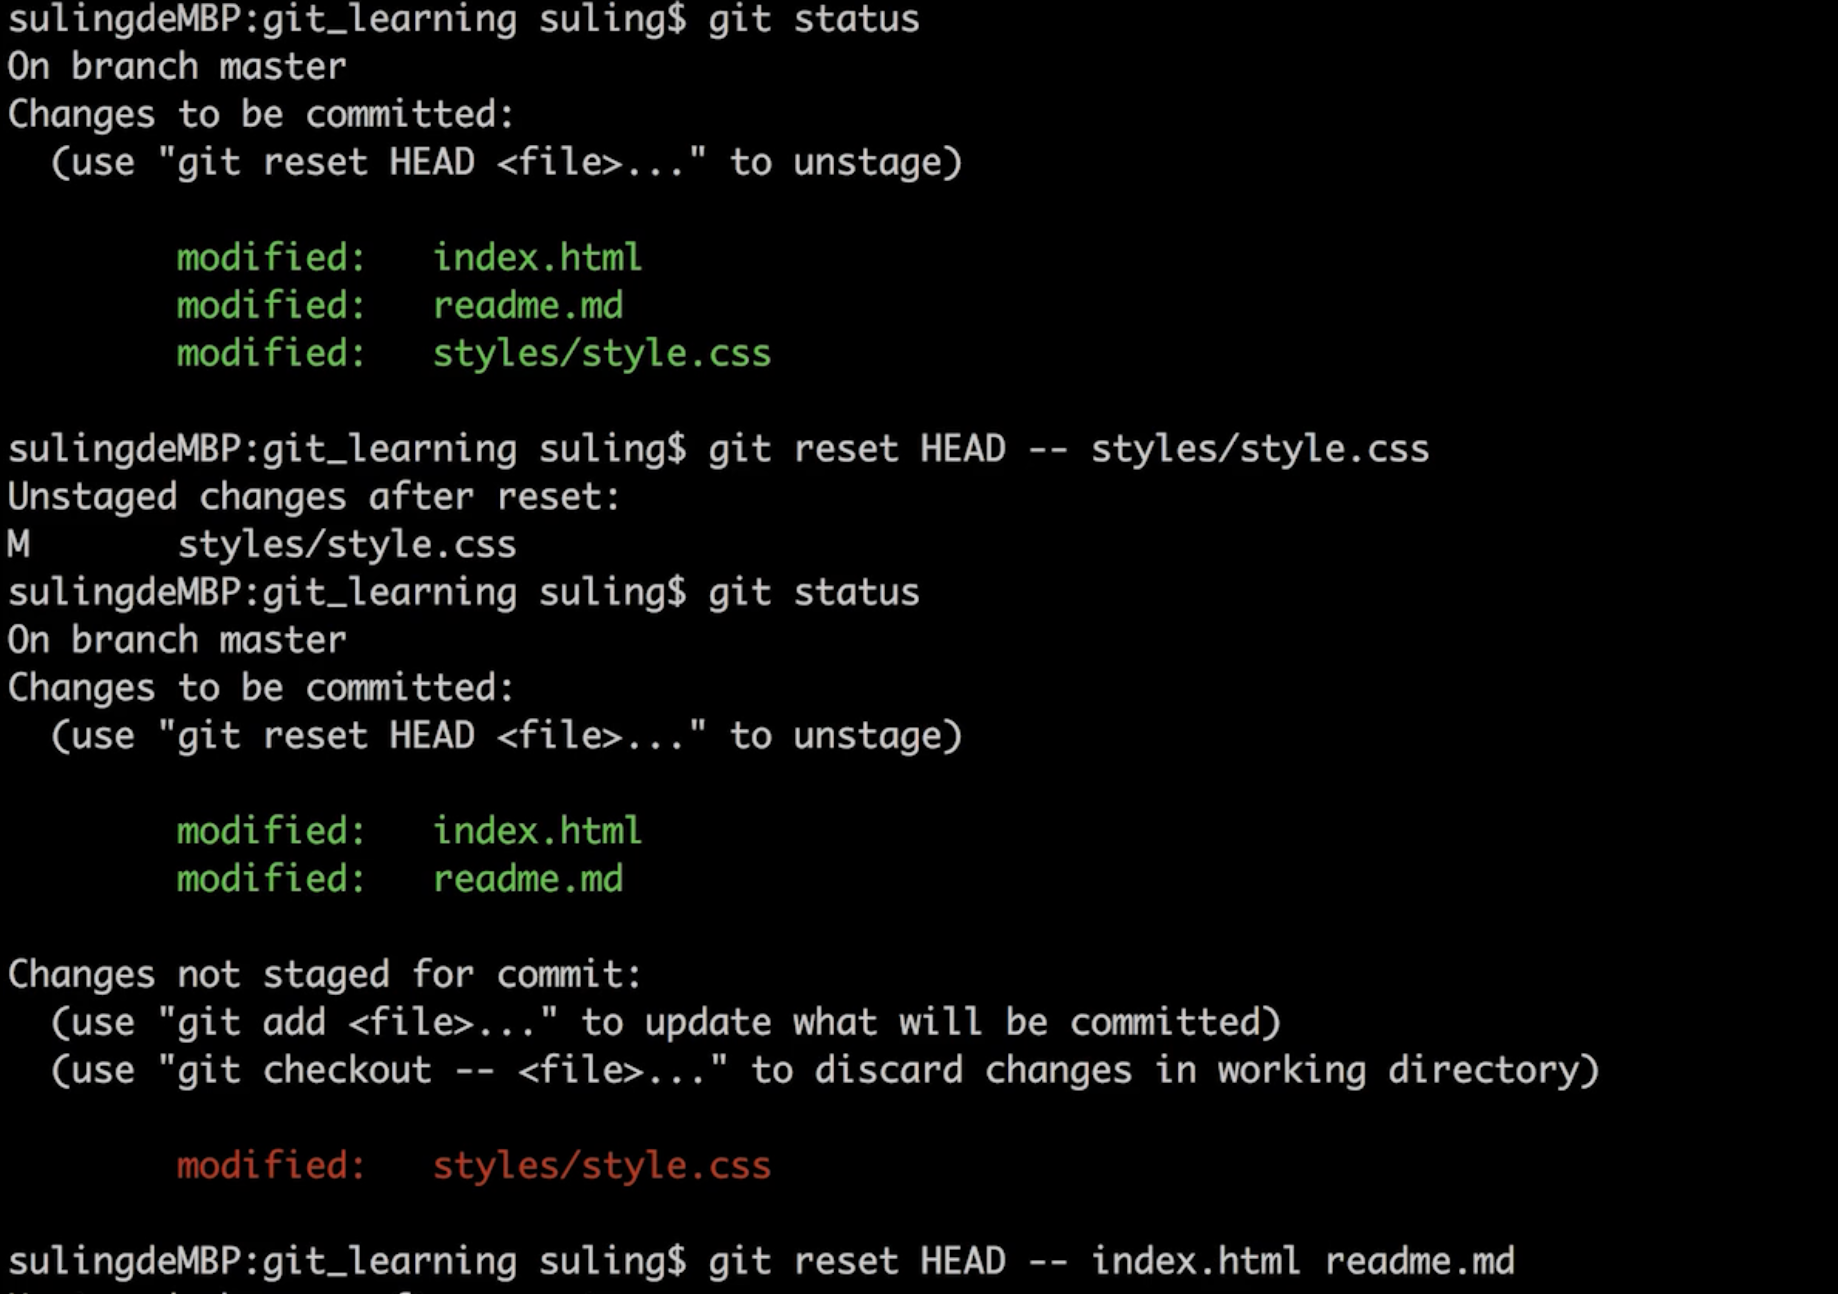 sulingdeMBP:git_learning suling$ git status
On branch master
Changes to be committed:
  (use "git reset HEAD <file>..." to unstage)

        modified:   index.html
        modified:   readme.md
        modified:   styles/style.css

sulingdeMBP:git_learning suling$ git reset HEAD -- styles/style.css
Unstaged changes after reset:
M       styles/style.css
sulingdeMBP:git_learning suling$ git status
On branch master
Changes to be committed:
  (use "git reset HEAD <file>..." to unstage)

        modified:   index.html
        modified:   readme.md

Changes not staged for commit:
  (use "git add <file>..." to update what will be committed)
  (use "git checkout -- <file>..." to discard changes in working directory)

        modified:   styles/style.css

sulingdeMBP:git_learning suling$ git reset HEAD -- index.html readme.md